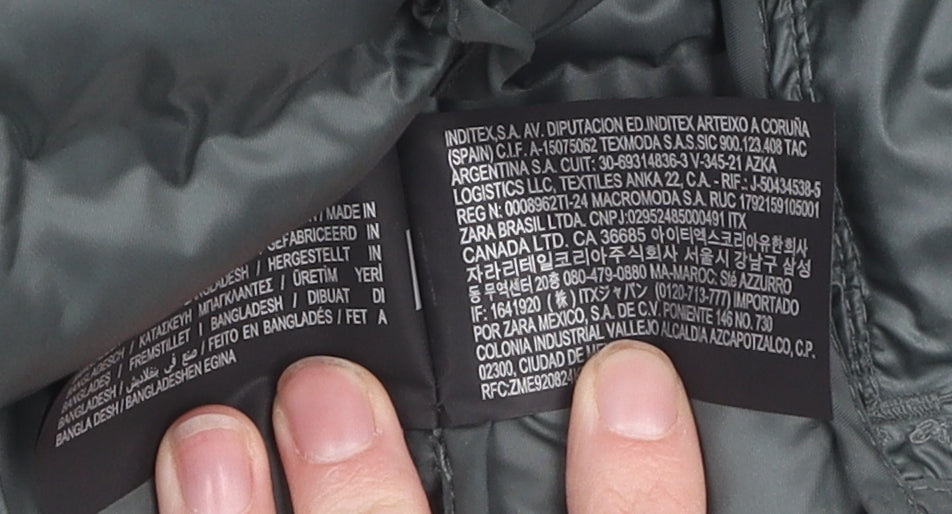 MADE IN
GEFABRICEERD IN
BANGLADESH / HERGESTELLT IN
/ ΚΑΤΑΣΚΕΥΗ ΜΠΑΓΚΛΑΝΤΕΣ / ÜRETİM YERİ
BANGLADES / FREMSTILLET I BANGLADESH / DIBUAT DI
BANGLADESH / صنع في بنغلاديش / FEITO EN BANGLADÉS / FET A
BANGLA DESH / BANGLADESHEN EGINA
INDITEX,S.A. AV. DIPUTACION ED.INDITEX ARTEIXO A CORUÑA
(SPAIN) C.I.F. A-15075062 TEXMODA S.A.S.SIC 900.123.408 TAC
ARGENTINA S.A. CUIT: 30-69314836-3 V-345-21 AZKA
LOGISTICS LLC, TEXTILES ANKA 22, C.A. - RIF.: J-50434538-5
REG N: 0008962TI-24 MACROMODA S.A. RUC 1792159105001
ZARA BRASIL LTDA. CNPJ:02952485000491 ITX
CANADA LTD. CA 36685 아이티엑스코리아유한회사
자라리테일코리아주식회사 서울시 강남구 삼성
동 무역센터 20층 080-479-0880 MA-MAROC: Sté AZZURRO
IF: 1641920 (株) ITXジャパン (0120-713-777) IMPORTADO
POR ZARA MEXICO, S.A. DE C.V. PONIENTE 146 NO. 730
COLONIA INDUSTRIAL VALLEJO ALCALDIA AZCAPOTZALCO, C.P.
02300, CIUDAD DE
RFC:ZME920824